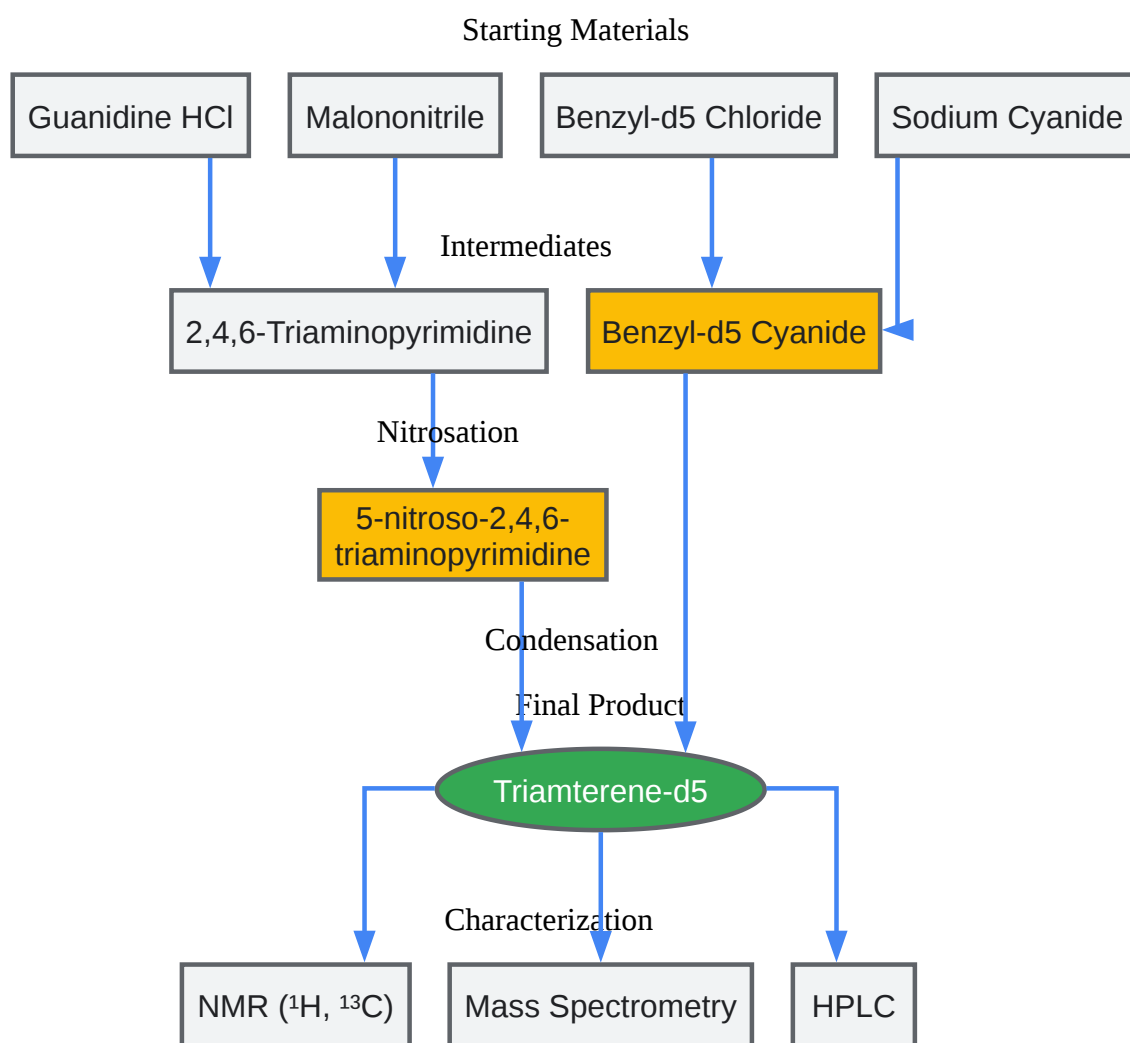 Starting Materials
Guanidine HCl
Malononitrile
Benzyl-d5 Chloride
Sodium Cyanide
Intermediates
2,4,6-Triaminopyrimidine
Benzyl-d5 Cyanide
Nitrosation
5-nitroso-2,4,6-
triaminopyrimidine
Condensation
Final Product
Triamterene-d5
Characterization
NMR (¹H, ¹³C)
Mass Spectrometry
HPLC